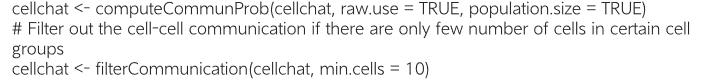 cellchat <- computeCommunProb(cellchat, raw.use = TRUE, population.size = TRUE)
# Filter out the cell-cell communication if there are only few number of cells in certain cell
groups
cellchat <- filterCommunication(cellchat, min.cells = 10)